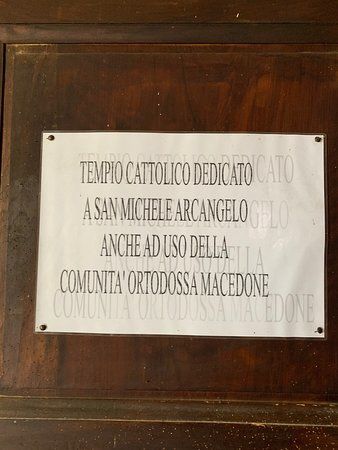 TEMPIO CATTOLICO DEDICATO
A SAN MICHELE ARCANGELO
ANCHE AD USO DELLA
COMUNITA' ORTODOSSA MACEDONE